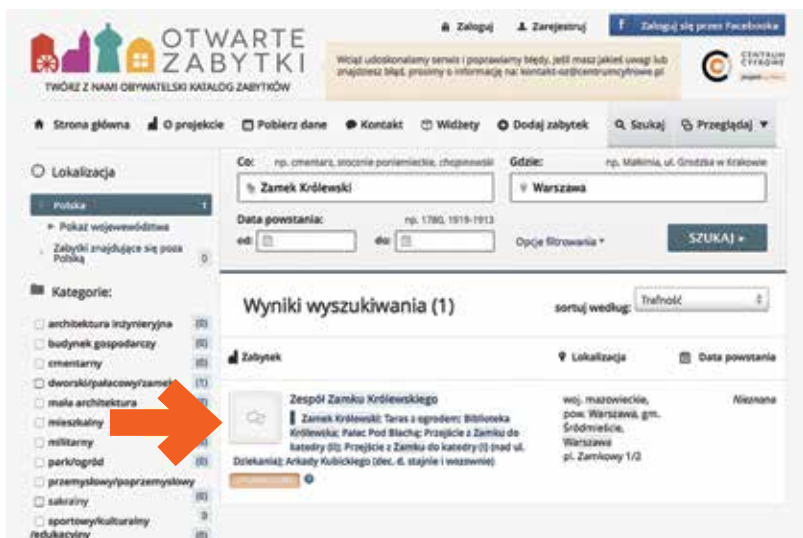 Zaloguj Zarejestruj Zaloguj się przez Facebooka
OTWARTE
ZABYTKI
TWÓRZ Z NAMI OBYWATELSKI KATALOG ZABYTKÓW
Wciąż udoskonalamy serwis i poprawiamy błędy, jeśli masz jakieś uwagi lub
znajdziesz błąd, prosimy o informację na: kontakt-oz@centrumcyfrowe.pl
CENTRUM
CYFROWE
Strona główna O projekcie Pobierz dane Kontakt Widżety Dodaj zabytek Szukaj Przeglądaj
Lokalizacja
Polska 1
Pokaż województwa
Zabytki znajdujące się poza
Polską 0
Kategorie:
architektura inżynieryjna (0)
budynek gospodarczy (0)
cmentarny (0)
dworski/pałacowy/zamek (1)
mała architektura
mieszkalny
militarny
park/ogród (0)
przemysłowy/poprzemysłowy
(0)
sakralny
sportowy/kulturalny 0
/edukacyjny (0)
Co: np. cmentarz, stocznie poniemieckie, chopinowski
Zamek Królewski
Gdzie: np. Małkinia, ul. Grodzka w Krakowie
Warszawa
Data powstania: np. 1780, 1919-1913
od: do:
Opcje filtrowania
SZUKAJ
Wyniki wyszukiwania (1)
sortuj według: Trafność
Zabytek Lokalizacja Data powstania
Zespół Zamku Królewskiego
Zamek Królewski; Taras z ogrodem; Biblioteka
Królewska; Pałac Pod Blachą; Przejście z Zamku do
katedry (II); Przejście z Zamku do katedry (I) (nad ul.
Dziekania); Arkady Kubickiego (dec. d. stajnie i wozownie)
woj. mazowieckie,
pow. Warszawa, gm.
Śródmieście,
Warszawa
pl. Zamkowy 1/2
Nieznana